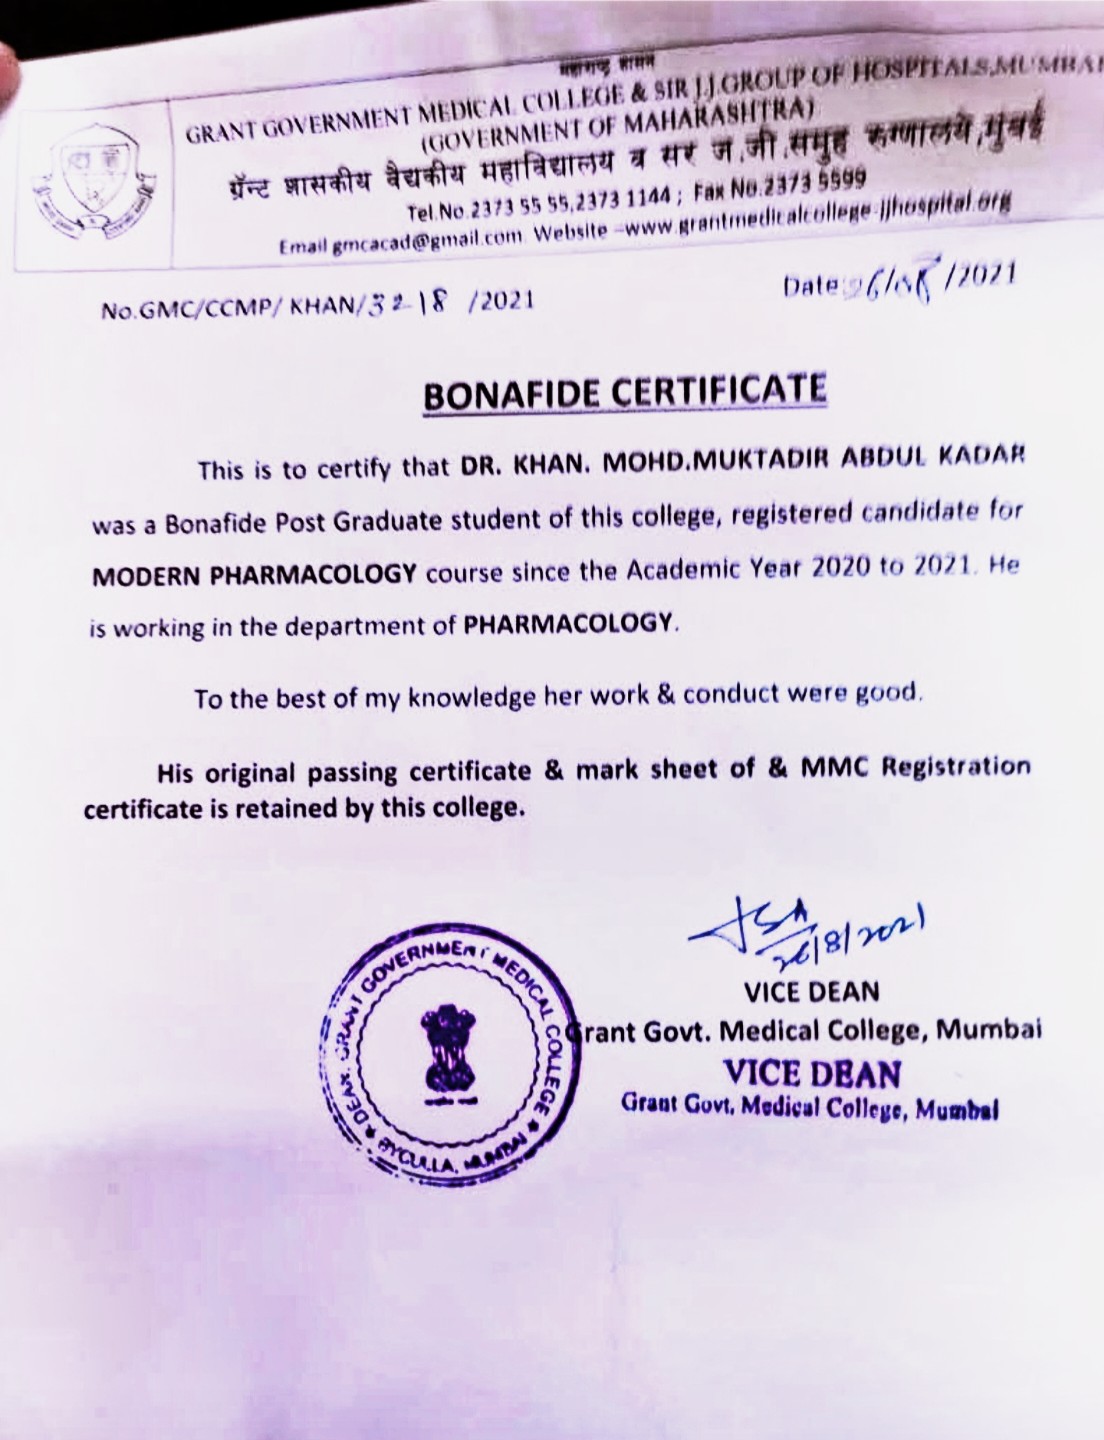 महाराष्ट्र शासन
GRANT GOVERNMENT MEDICAL COLLEGE & SIR J.J.GROUP OF HOSPITALS,MUMBAI
(GOVERNMENT OF MAHARASHTRA)
ग्रॅन्ट शासकीय वैद्यकीय महाविद्यालय व सर ज.जी.समुह रुग्णालये,मुंबई
Tel.No.2373 55 55,2373 1144 ; Fax No.2373 5599
Email gmcacad@gmail.com Website –www.grantmedicalcollege-jjhospital.org
No.GMC/CCMP/ KHAN/3218 /2021
Date:26/08/2021
BONAFIDE CERTIFICATE
This is to certify that DR. KHAN. MOHD.MUKTADIR ABDUL KADAR
was a Bonafide Post Graduate student of this college, registered candidate for
MODERN PHARMACOLOGY course since the Academic Year 2020 to 2021. He
is working in the department of PHARMACOLOGY.
To the best of my knowledge her work & conduct were good.
His original passing certificate & mark sheet of & MMC Registration
certificate is retained by this college.
26/8/2021
VICE DEAN
Grant Govt. Medical College, Mumbai
VICE DEAN
Grant Govt. Medical College, Mumbai
DEAN, GRANT GOVERNMENT MEDICAL COLLEGE
★ BYCULLA, MUMBAI ★